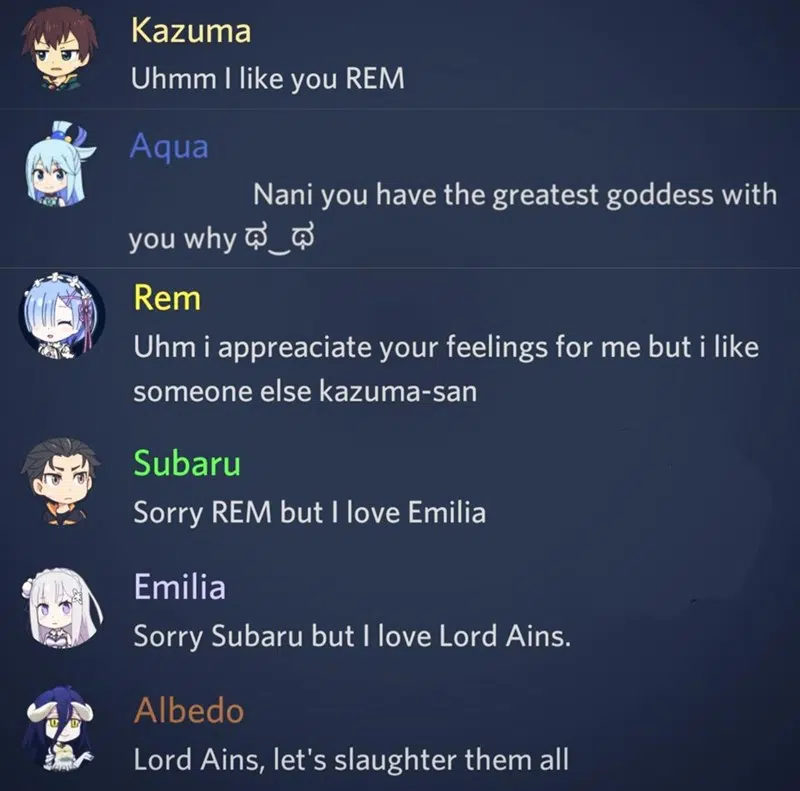 Kazuma
Uhmm I like you REM
Aqua
Nani you have the greatest goddess with
you why ಥ‿ಥ
Rem
Uhm i appreaciate your feelings for me but i like
someone else kazuma-san
Subaru
Sorry REM but I love Emilia
Emilia
Sorry Subaru but I love Lord Ains.
Albedo
Lord Ains, let's slaughter them all